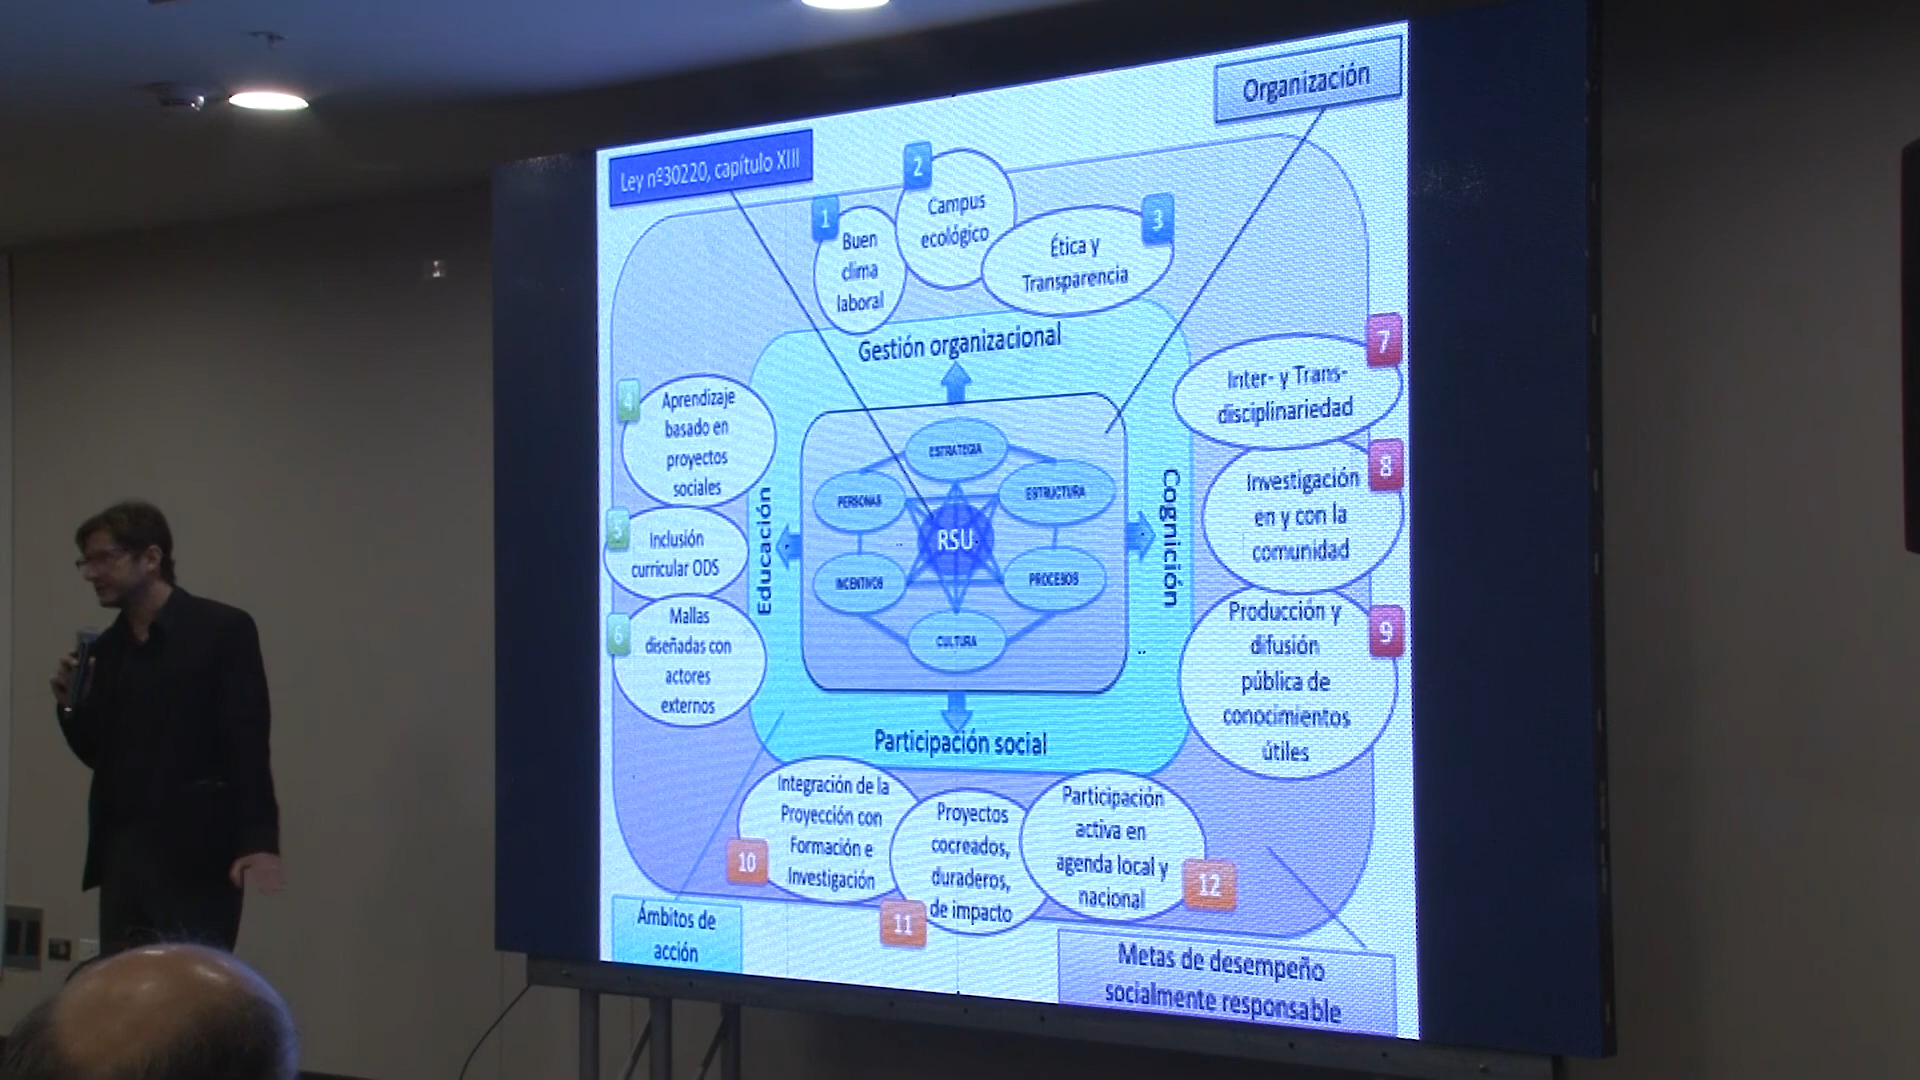 Organización
Ley nº30220, capítulo XIII
2
Campus
ecológico
1
Buen
clima
laboral
3
Ética y
Transparencia
Gestión organizacional
4
Aprendizaje
basado en
proyectos
sociales
5
Inclusión
curricular ODS
6
Mallas
diseñadas con
actores
externos
Educación
ESTRATEGIA
PERSONAS
ESTRUCTURA
RSU
INCENTIVOS
PROCESOS
CULTURA
Cognición
7
Inter- y Trans-
disciplinariedad
8
Investigación
en y con la
comunidad
9
Producción y
difusión
pública de
conocimientos
útiles
Participación social
10
Integración de la
Proyección con
Formación e
Investigación
11
Proyectos
cocreados,
duraderos,
de impacto
12
Participación
activa en
agenda local y
nacional
Ámbitos de
acción
Metas de desempeño
socialmente responsable